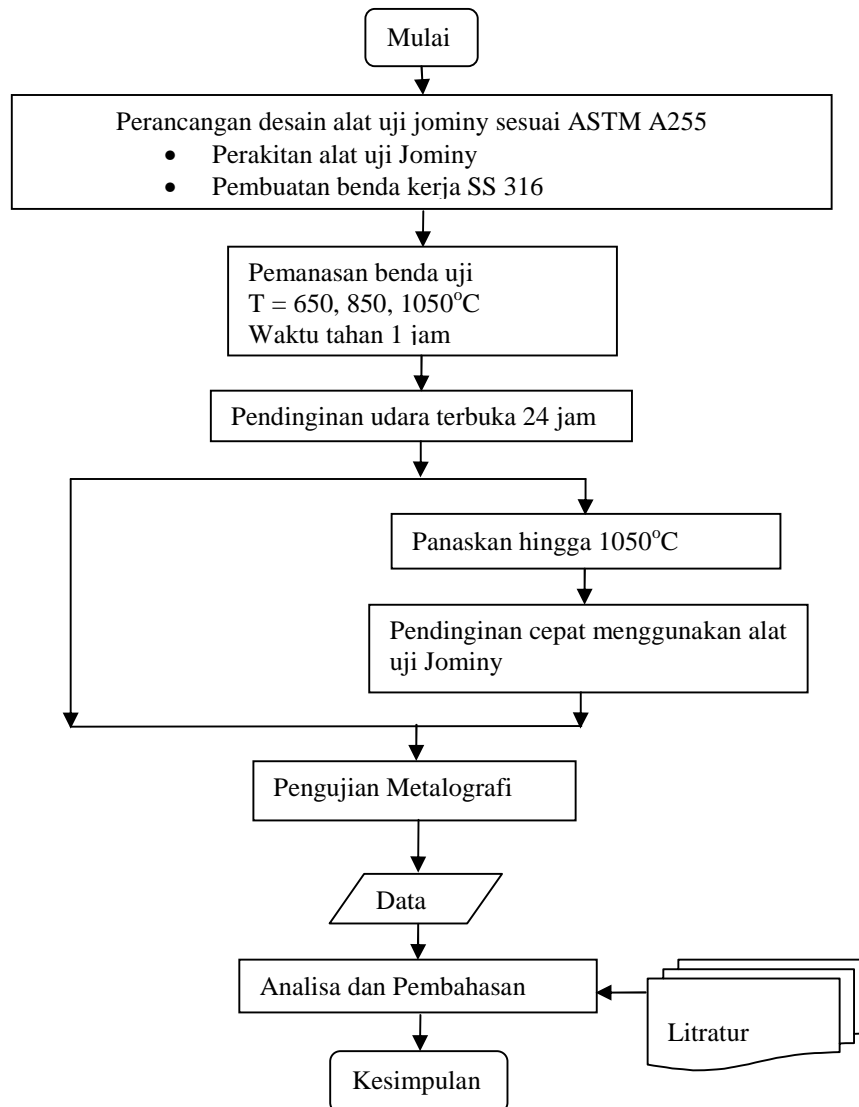 Mulai
Perancangan desain alat uji jominy sesuai ASTM A255
• Perakitan alat uji Jominy
• Pembuatan benda kerja SS 316
Pemanasan benda uji
T = 650, 850, 1050°C
Waktu tahan 1 jam
Pendinginan udara terbuka 24 jam
Panaskan hingga 1050°C
Pendinginan cepat menggunakan alat
uji Jominy
Pengujian Metalografi
Data
Analisa dan Pembahasan
Litratur
Kesimpulan